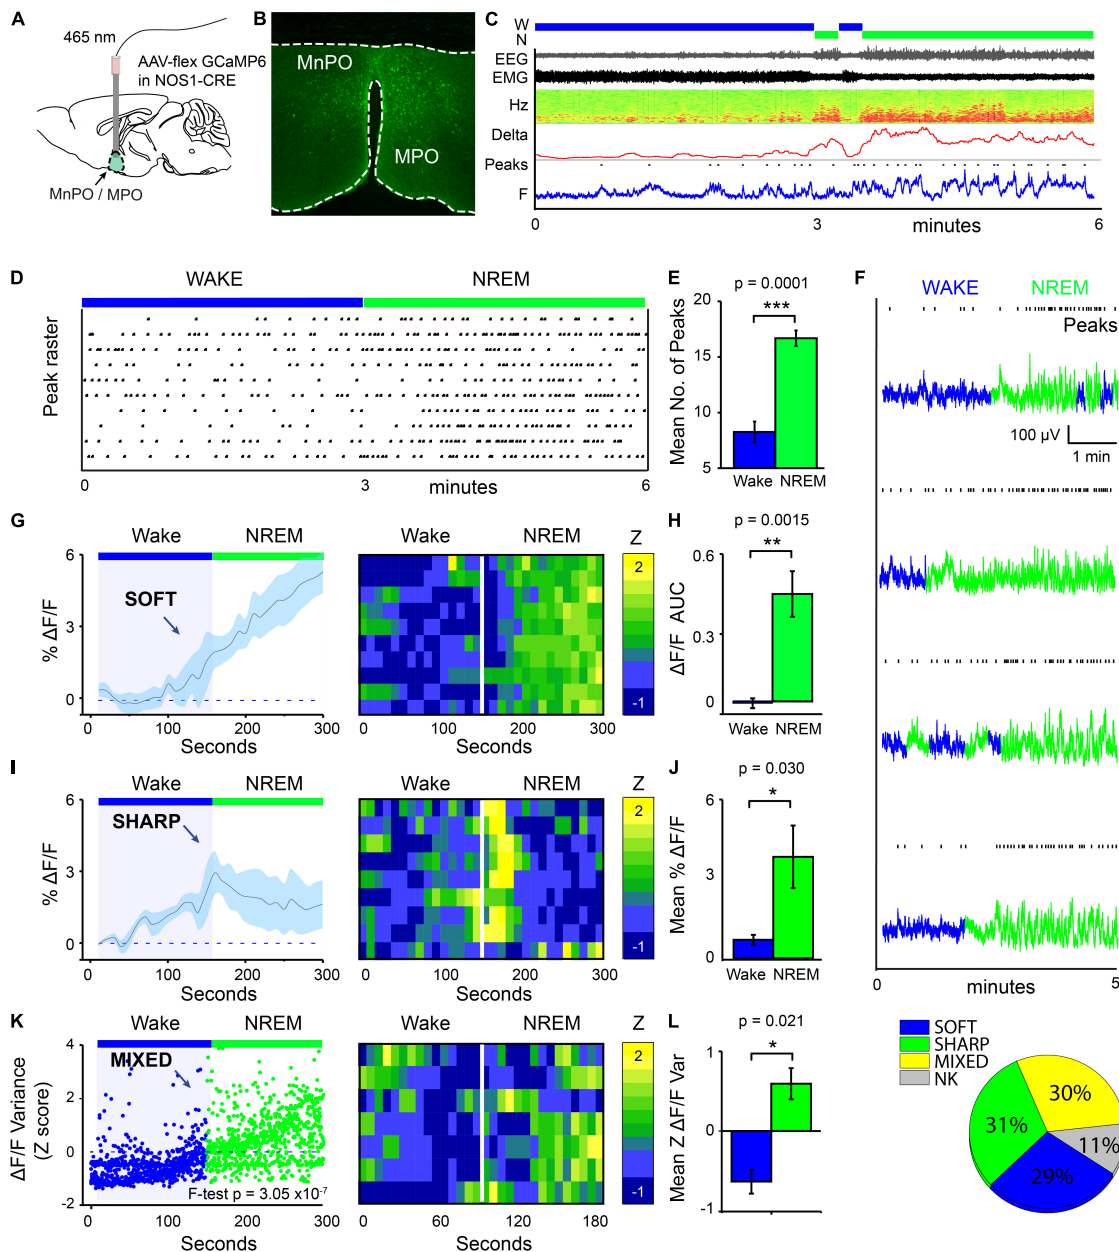 A
465 nm
AAV-flex GCaMP6
in NOS1-CRE
MnPO / MPO
B
MnPO
MPO
C
W
N
EEG
EMG
Hz
Delta
Peaks
F
0 3 6
minutes
D
WAKE NREM
Peak raster
0 3 6
minutes
E
p = 0.0001
***
Mean No. of Peaks
20
15
10
5
Wake NREM
F
WAKE NREM
Peaks
100 µV
1 min
0 5
minutes
G
Wake NREM
SOFT
% ΔF/F
6
3
0
0 100 200 300
Seconds
Wake NREM
Z
2
-1
0 100 200 300
Seconds
H
p = 0.0015
**
ΔF/F AUC
0.6
0.3
0
Wake NREM
I
Wake NREM
SHARP
% ΔF/F
6
3
0
0 100 200 300
Seconds
Wake NREM
Z
2
-1
0 100 200 300
Seconds
J
p = 0.030
*
Mean % ΔF/F
6
3
0
Wake NREM
K
Wake NREM
MIXED
ΔF/F Variance
(Z score)
4
2
0
-2
F-test p = 3.05 x10-7
0 100 200 300
Seconds
Wake NREM
Z
2
-1
0 60 120 180
Seconds
L
p = 0.021
*
Mean Z ΔF/F Var
1
0
-1
SOFT
SHARP
MIXED
NK
30%
31%
11%
29%